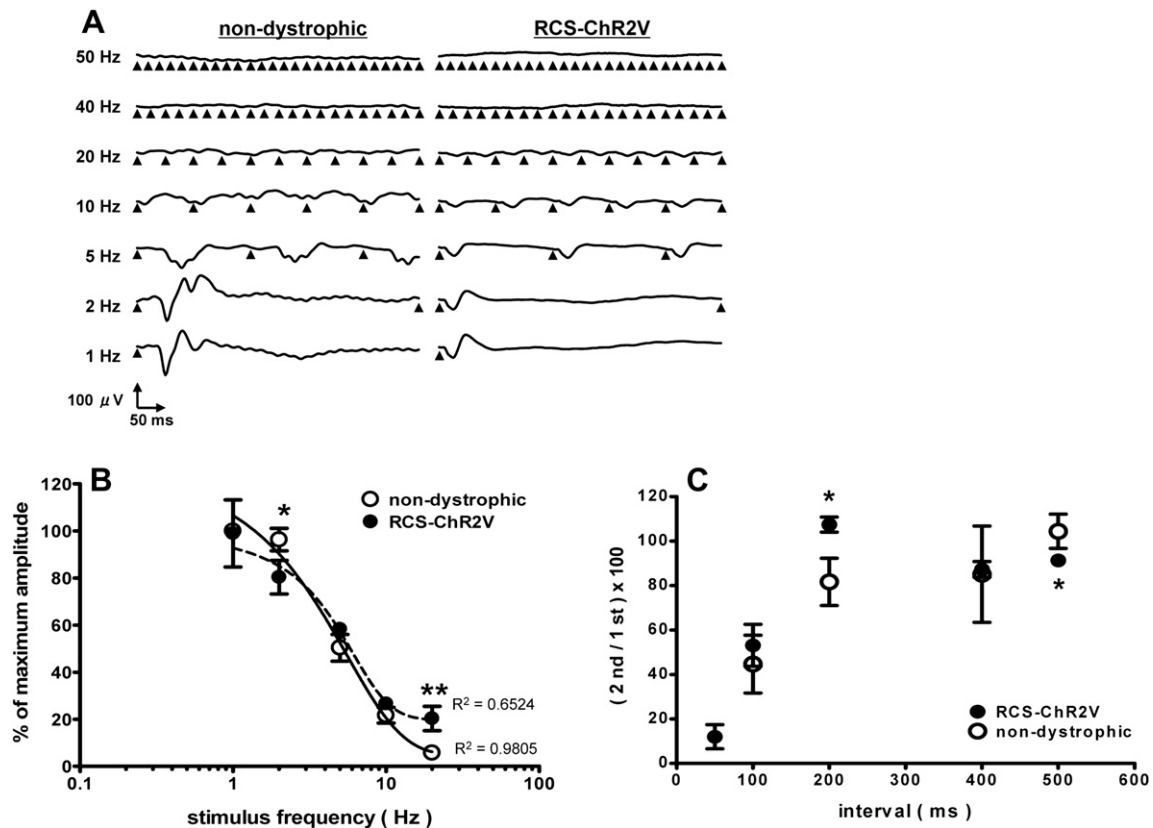 A
non-dystrophic RCS-ChR2V
50 Hz
40 Hz
20 Hz
10 Hz
5 Hz
2 Hz
1 Hz
100 μV
50 ms
B
% of maximum amplitude
120
100
80
60
40
20
0
0.1 1 10 100
stimulus frequency ( Hz )
non-dystrophic
RCS-ChR2V
*
**
R² = 0.6524
R² = 0.9805
C
( 2 nd / 1 st ) x 100
120
100
80
60
40
20
0
0 100 200 300 400 500 600
interval ( ms )
*
*
RCS-ChR2V
non-dystrophic